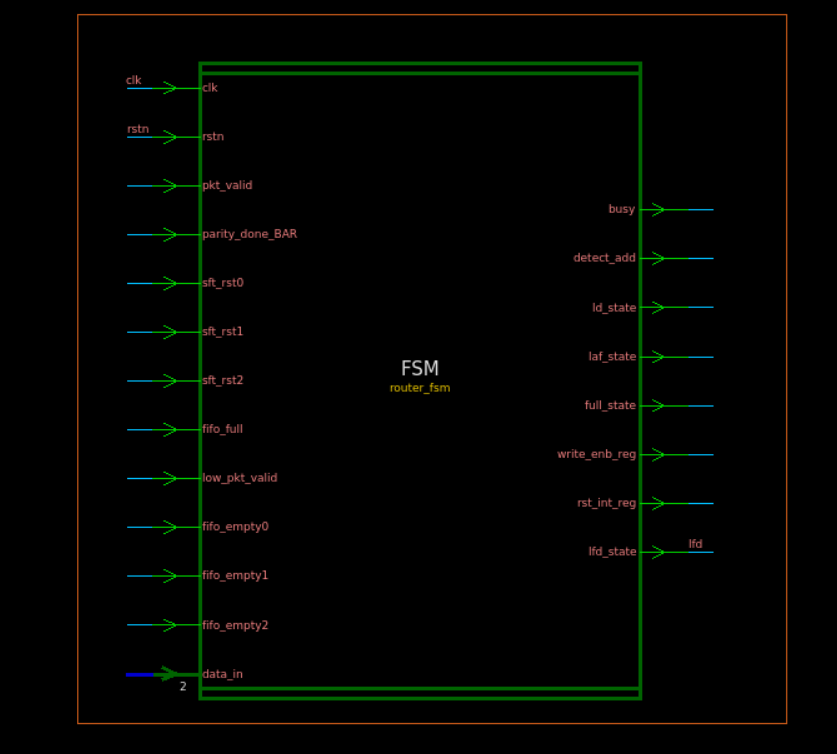 clk
clk
rstn
rstn
pkt_valid
parity_done_BAR
sft_rst0
sft_rst1
sft_rst2
fifo_full
low_pkt_valid
fifo_empty0
fifo_empty1
fifo_empty2
data_in
2
FSM
router_fsm
busy
detect_add
ld_state
laf_state
full_state
write_enb_reg
rst_int_reg
lfd_state
lfd